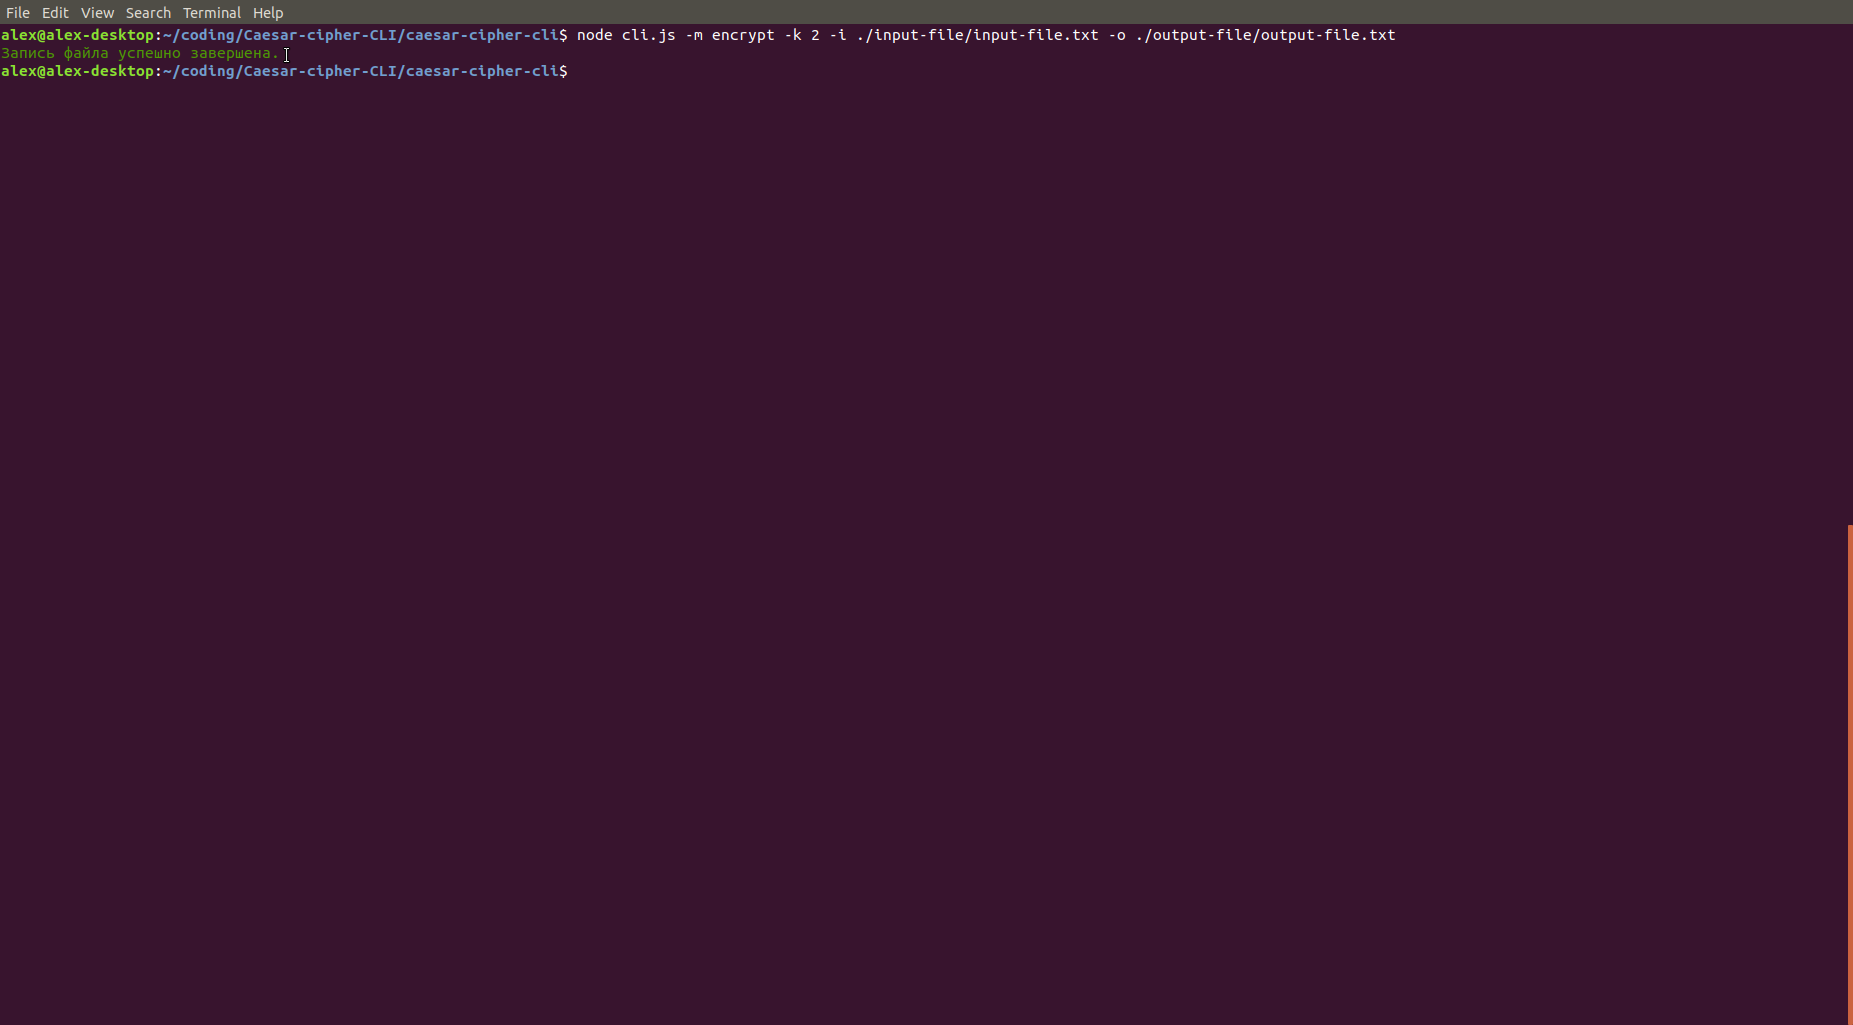 File Edit View Search Terminal Help
alex@alex-desktop:~/coding/Caesar-cipher-CLI/caesar-cipher-cli$ node cli.js -m encrypt -k 2 -i ./input-file/input-file.txt -o ./output-file/output-file.txt
Запись файла успешно завершена.
alex@alex-desktop:~/coding/Caesar-cipher-CLI/caesar-cipher-cli$